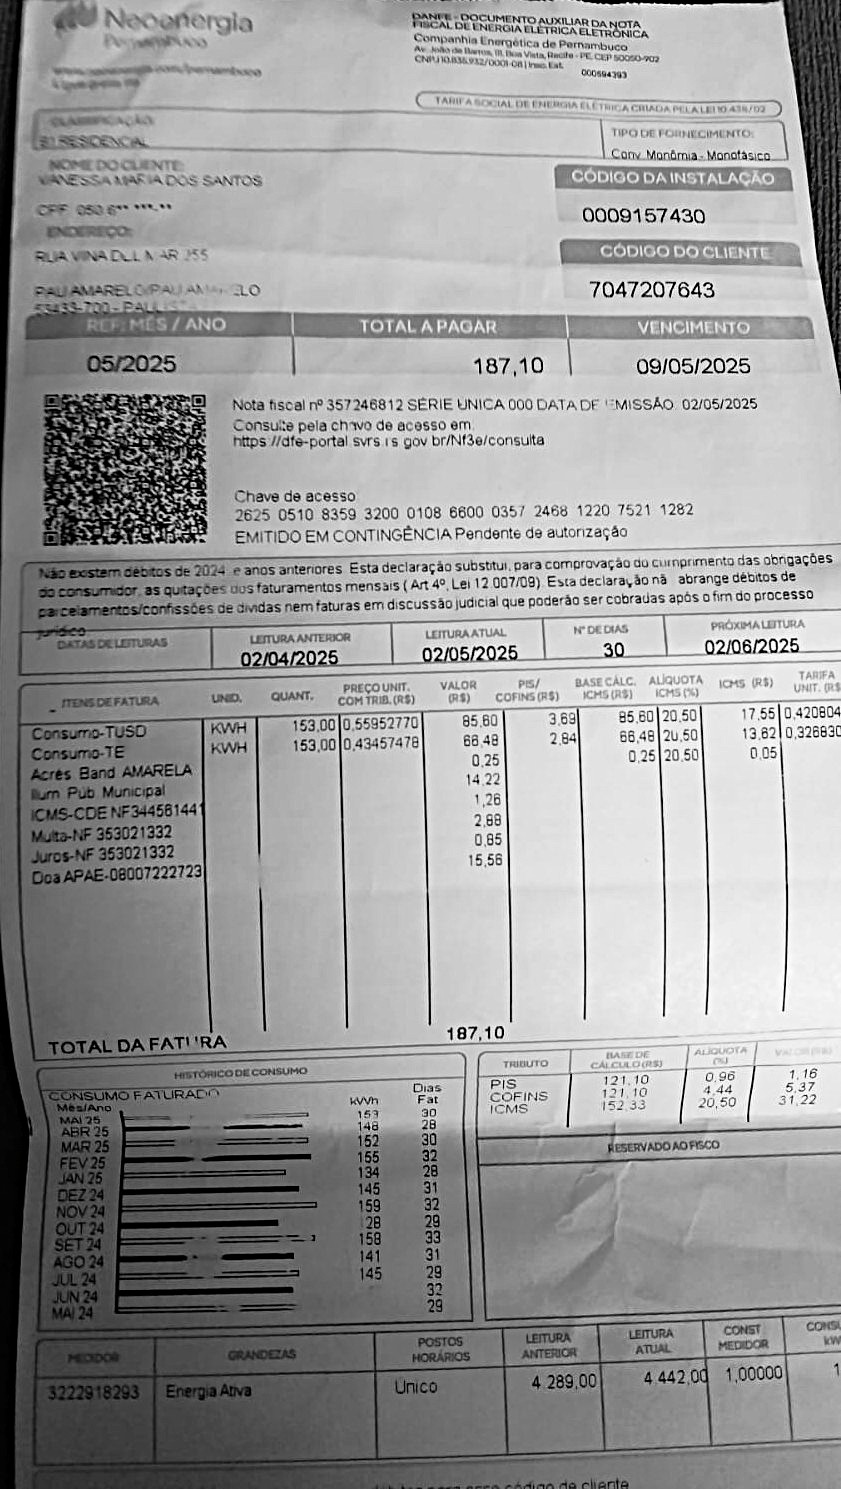 Neoenergia
Pernambuco
DANFE - DOCUMENTO AUXILIAR DA NOTA
FISCAL DE ENERGIA ELÉTRICA ELETRÔNICA
Companhia Energética de Pernambuco
Av. João de Barros, 111, Boa Vista, Recife - PE, CEP 50050-902
CNPJ 10.835.932/0001-08 | Insc. Est.
000594393
TARIFA SOCIAL DE ENERGIA ELÉTRICA CRIADA PELA LEI 10.438/02
CLASSIFICAÇÃO:
B1 RESIDENCIAL
TIPO DE FORNECIMENTO:
Conv. Monômia - Monofásico
NOME DO CLIENTE:
VANESSA MARIA DOS SANTOS
CÓDIGO DA INSTALAÇÃO
0009157430
CPF: 050.6** ***-**
ENDEREÇO:
CÓDIGO DO CLIENTE
RUA VINA DEL MAR 255
7047207643
PAU AMARELO/PAU AMARELO
53433-700 - PAULISTA
REF: MÊS / ANO TOTAL A PAGAR VENCIMENTO
05/2025 187,10 09/05/2025
Nota fiscal nº 357246812 SÉRIE UNICA 000 DATA DE EMISSÃO: 02/05/2025
Consulte pela chave de acesso em:
https://dfe-portal.svrs.rs.gov.br/Nf3e/consulta
Chave de acesso
2625 0510 8359 3200 0108 6600 0357 2468 1220 7521 1282
EMITIDO EM CONTINGÊNCIA Pendente de autorização
Não existem débitos de 2024 e anos anteriores. Esta declaração substitui, para comprovação do cumprimento das obrigações
do consumidor, as quitações dos faturamentos mensais ( Art 4º, Lei 12.007/09). Esta declaração nã abrange débitos de
parcelamentos/confissões de dividas nem faturas em discussão judicial que poderão ser cobradas após o fim do processo
jurídico
DATAS DE LEITURAS LEITURA ANTERIOR LEITURA ATUAL Nº DE DIAS PRÓXIMA LEITURA
02/04/2025 02/05/2025 30 02/06/2025
ITENS DE FATURA UNID. QUANT. PREÇO UNIT. COM TRIB. (R$) VALOR (R$) PIS/ COFINS (R$) BASE CÁLC. ICMS (R$) ALÍQUOTA ICMS (%) ICMS (R$) TARIFA UNIT. (R$
Consumo-TUSD KWH 153,00 0,55952770 85,60 3,69 85,60 20,50 17,55 0,420804
Consumo-TE KWH 153,00 0,43457478 66,48 2,84 66,48 20,50 13,62 0,326830
Acrés Band AMARELA 0,25 0,25 20,50 0,05
Ilum Púb Municipal 14,22
ICMS-CDE NF344561441 1,26
Multa-NF 353021332 2,88
Juros-NF 353021332 0,85
Doa APAE-08007222723 15,56
TOTAL DA FATURA 187,10
HISTÓRICO DE CONSUMO
CONSUMO FATURADO
Mês/Ano kWh Dias Fat
MAI 25 153 30
ABR 25 148 28
MAR 25 152 30
FEV 25 155 32
JAN 25 134 28
DEZ 24 145 31
NOV 24 159 32
OUT 24 28 29
SET 24 158 33
AGO 24 141 31
JUL 24 145 29
JUN 24 32
MAI 24 29
TRIBUTO BASE DE CÁLCULO (R$) ALÍQUOTA (%)
PIS 121,10 0,96 1,16
COFINS 121,10 4,44 5,37
ICMS 152,33 20,50 31,22
RESERVADO AO FISCO
MEDIDOR GRANDEZAS POSTOS HORÁRIOS LEITURA ANTERIOR LEITURA ATUAL CONST MEDIDOR CONSU kW
3222918293 Energia Ativa Único 4.289,00 4.442,00 1,00000 1
código de cliente